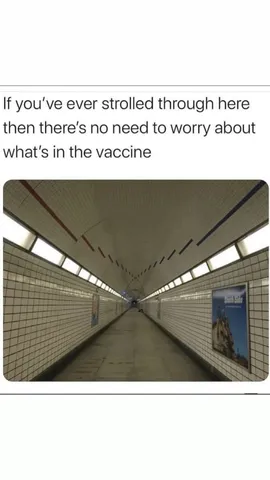 If you've ever strolled through here
then there's no need to worry about
what's in the vaccine